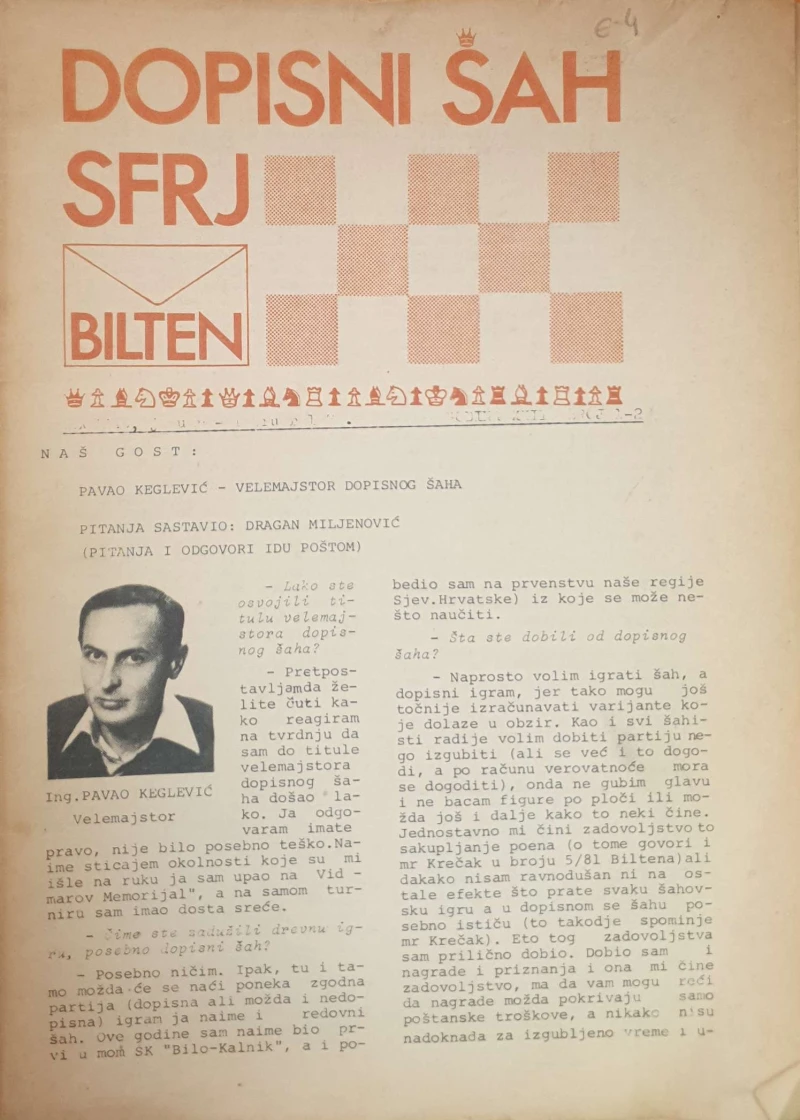 E-4
DOPISNI ŠAH
SFRJ
BILTEN
1-2
NAŠ GOST:
PAVAO KEGLEVIĆ - VELEMAJSTOR DOPISNOG ŠAHA
PITANJA SASTAVIO: DRAGAN MILJENOVIĆ
(PITANJA I ODGOVORI IDU POŠTOM)
- Lako ste
osvojili ti-
tulu velemaj-
stora dopis-
nog šaha?
- Pretpos-
tavljamda že-
lite čuti ka-
ko reagiram
na tvrdnju da
sam do titule
velemajstora
dopisnog ša-
ha došao la-
ko. Ja odgo-
varam imate
Ing.PAVAO KEGLEVIĆ
Velemajstor
pravo, nije bilo posebno teško.Na-
ime sticajem okolnosti koje su mi
išle na ruku ja sam upao na Vid -
marov Memorijal", a na samom tur-
niru sam imao dosta sreće.
- Čime ste zadužili drevnu ig-
ru, posebno dopisni šah?
- Posebno ničim. Ipak, tu i ta-
mo možda će se naći poneka zgodna
partija (dopisna ali možda i nedo-
pisna) igram ja naime i redovni
šah. Ove godine sam naime bio pr-
vi u mom SK "Bilo-Kalnik", a i po-
bedio sam na prvenstvu naše regije
Sjev.Hrvatske) iz koje se može ne-
što naučiti.
- Šta ste dobili od dopisnog
šaha?
- Naprosto volim igrati šah, a
dopisni igram, jer tako mogu još
točnije izračunavati varijante ko-
je dolaze u obzir. Kao i svi šahi-
sti radije volim dobiti partiju ne-
go izgubiti (ali se već i to dogo-
di, a po računu verovatnoće mora
se dogoditi), onda ne gubim glavu
i ne bacam figure po ploči ili mo-
žda još i dalje kako to neki čine.
Jednostavno mi čini zadovoljstvo to
sakupljanje poena (o tome govori i
mr Krečak u broju 5/81 Biltena)ali
dakako nisam ravnodušan ni na os-
tale efekte što prate svaku šahov-
sku igru a u dopisnom se šahu po-
sebno ističu (to takodje spominje
mr Krečak). Eto tog zadovoljstva
sam prilično dobio. Dobio sam i
nagrade i priznanja i ona mi čine
zadovoljstvo, ma da vam mogu reći
da nagrade možda pokrivaju samo
poštanske troškove, a nikako nisu
nadoknada za izgubljeno vreme i u-